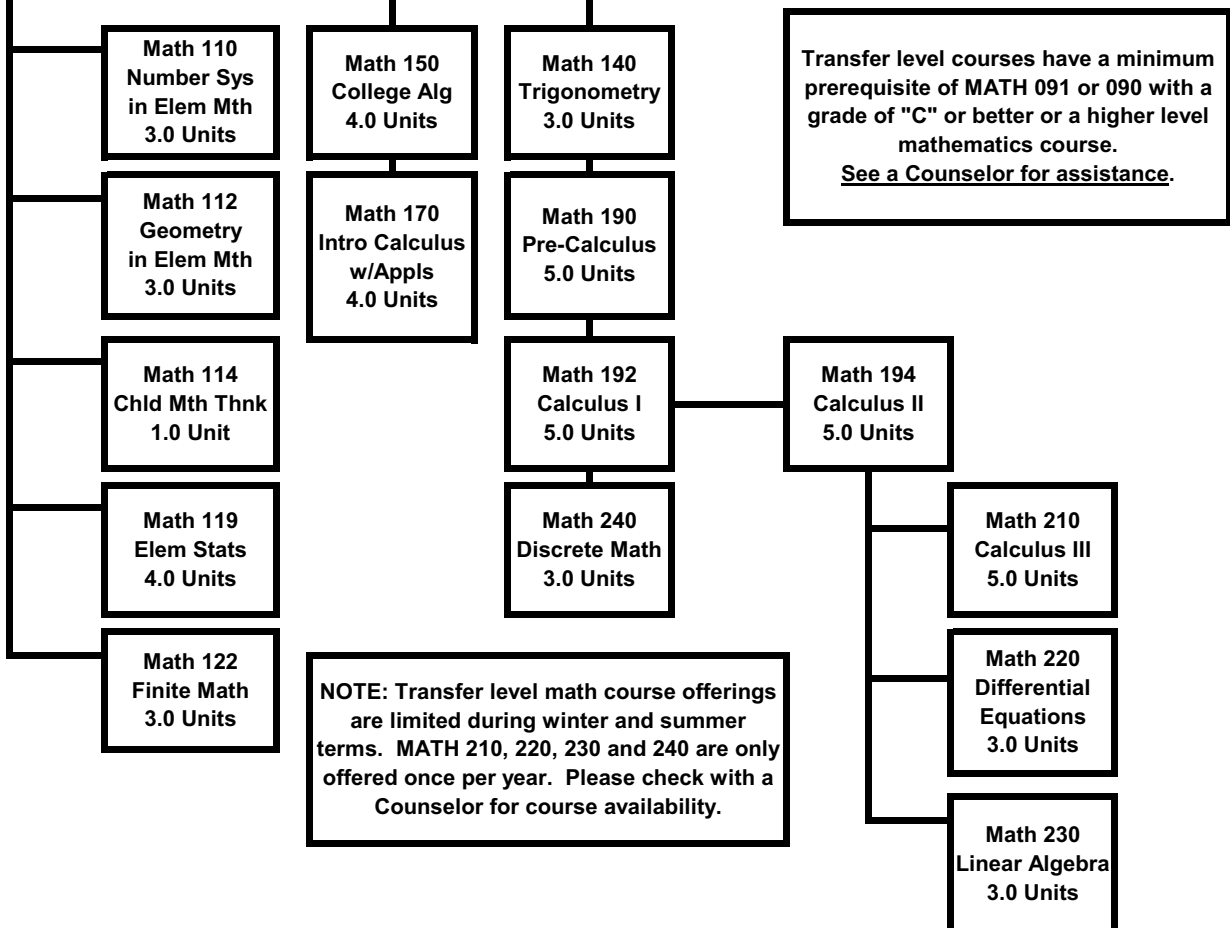 Math 110
Number Sys
in Elem Mth
3.0 Units
Math 150
College Alg
4.0 Units
Math 140
Trigonometry
3.0 Units
Transfer level courses have a minimum
prerequisite of MATH 091 or 090 with a
grade of "C" or better or a higher level
mathematics course.
See a Counselor for assistance.
Math 112
Geometry
in Elem Mth
3.0 Units
Math 170
Intro Calculus
w/Appls
4.0 Units
Math 190
Pre-Calculus
5.0 Units
Math 114
Chld Mth Thnk
1.0 Unit
Math 192
Calculus I
5.0 Units
Math 194
Calculus II
5.0 Units
Math 119
Elem Stats
4.0 Units
Math 240
Discrete Math
3.0 Units
Math 210
Calculus III
5.0 Units
Math 122
Finite Math
3.0 Units
NOTE: Transfer level math course offerings
are limited during winter and summer
terms. MATH 210, 220, 230 and 240 are only
offered once per year. Please check with a
Counselor for course availability.
Math 220
Differential
Equations
3.0 Units
Math 230
Linear Algebra
3.0 Units